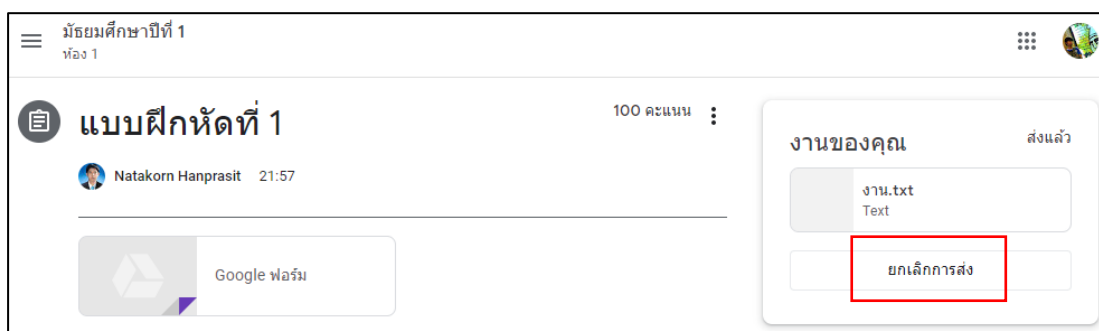 มัธยมศึกษาปีที่ 1
ห้อง 1
แบบฝึกหัดที่ 1
100 คะแนน
Natakorn Hanprasit 21:57
Google ฟอร์ม
งานของคุณ
ส่งแล้ว
งาน.txt
Text
ยกเลิกการส่ง